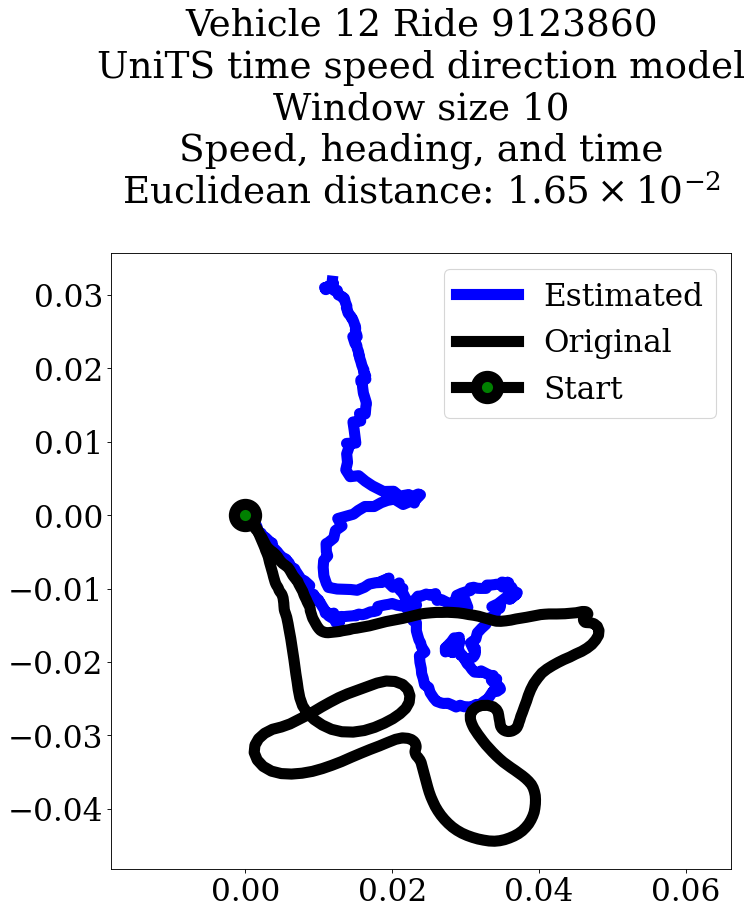 Vehicle 12 Ride 9123860
UniTS time speed direction model
Window size 10
Speed, heading, and time
Euclidean distance: 1.65 × 10⁻²
Estimated
Original
Start
0.03
0.02
0.01
0.00
−0.01
−0.02
−0.03
−0.04
0.00 0.02 0.04 0.06